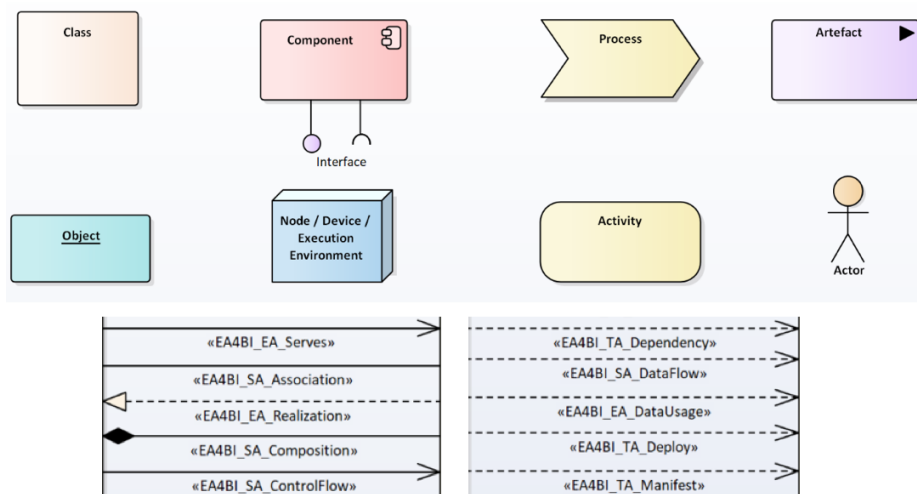 Class
Component
Process
Artefact
Interface
Object
Node / Device /
Execution
Environment
Activity
Actor
«EA4BI_EA_Serves»
«EA4BI_SA_Association»
«EA4BI_EA_Realization»
«EA4BI_SA_Composition»
«EA4BI_SA_ControlFlow»
«EA4BI_TA_Dependency»
«EA4BI_SA_DataFlow»
«EA4BI_EA_DataUsage»
«EA4BI_TA_Deploy»
«EA4BI_TA_Manifest»